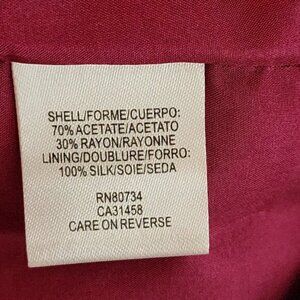 SHELL/FORME/CUERPO:
70% ACETATE/ACETATO
30% RAYON/RAYONNE
LINING/DOUBLURE/FORRO:
100% SILK/SOIE/SEDA
RN80734
CA31458
CARE ON REVERSE